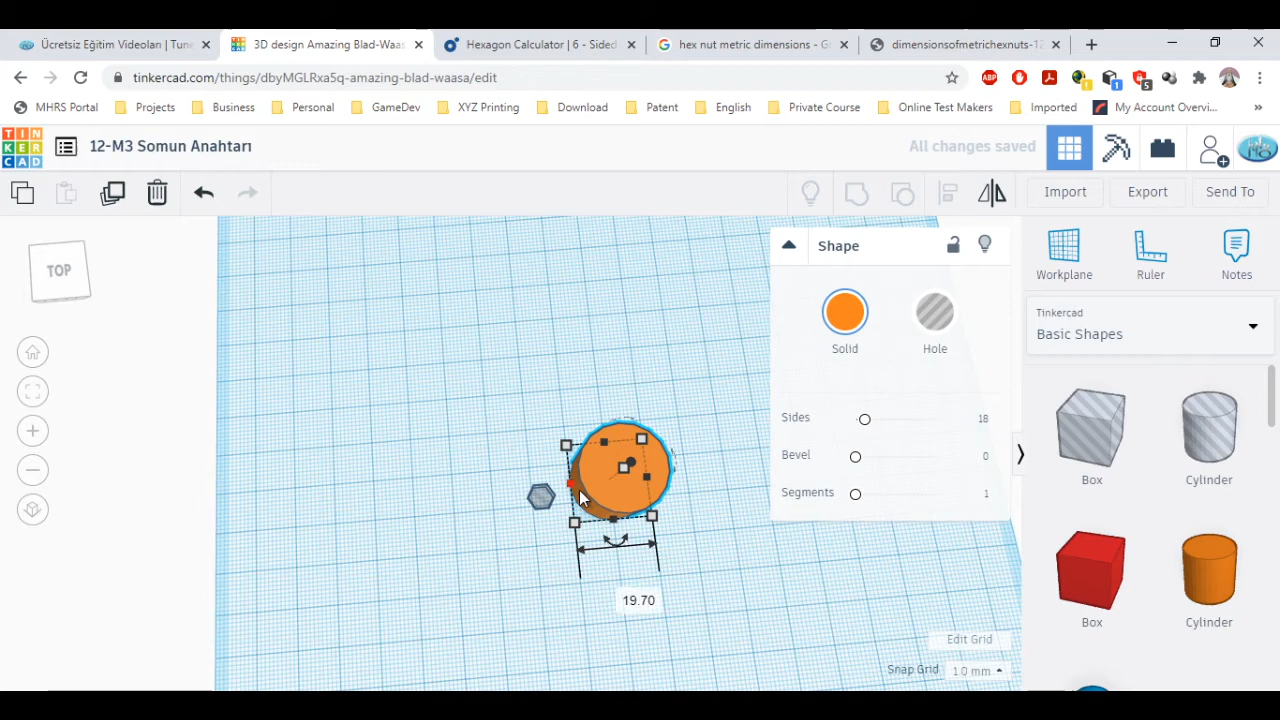 Ücretsiz Eğitim Videoları | Tune
3D design Amazing Blad-Waas
Hexagon Calculator | 6 - Sided
hex nut metric dimensions - G
dimensionsofmetrichexnuts-12
tinkercad.com/things/dbyMGLRxa5q-amazing-blad-waasa/edit
MHRS Portal
Projects
Business
Personal
GameDev
XYZ Printing
Download
Patent
English
Private Course
Online Test Makers
Imported
My Account Overvi...
TIN
KER
CAD
12-M3 Somun Anahtarı
All changes saved
Import
Export
Send To
TOP
Shape
Solid
Hole
Sides
18
Bevel
0
Segments
1
19.70
Edit Grid
Snap Grid
1.0 mm
Workplane
Ruler
Notes
Tinkercad
Basic Shapes
Box
Cylinder
Box
Cylinder